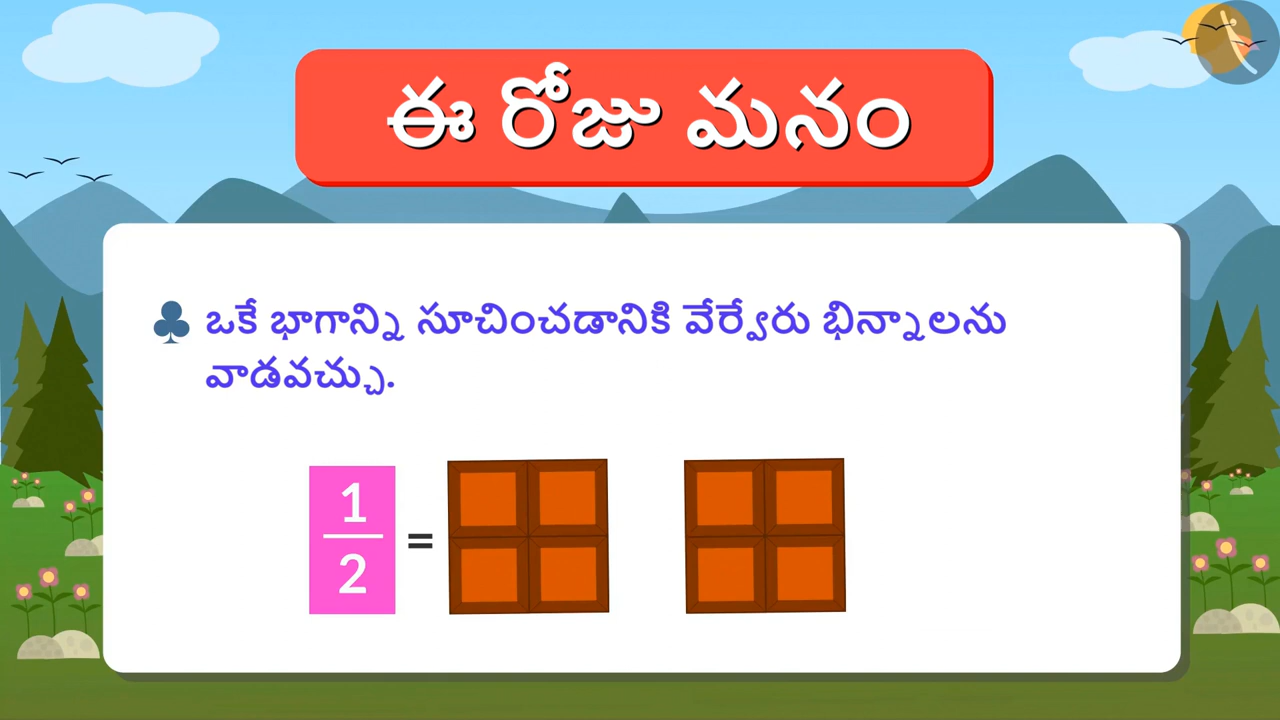 ఈ రోజు మనం
♣ ఒకే భాగాన్ని సూచించడానికి వేర్వేరు భిన్నాలను
వాడవచ్చు.
1
2
=